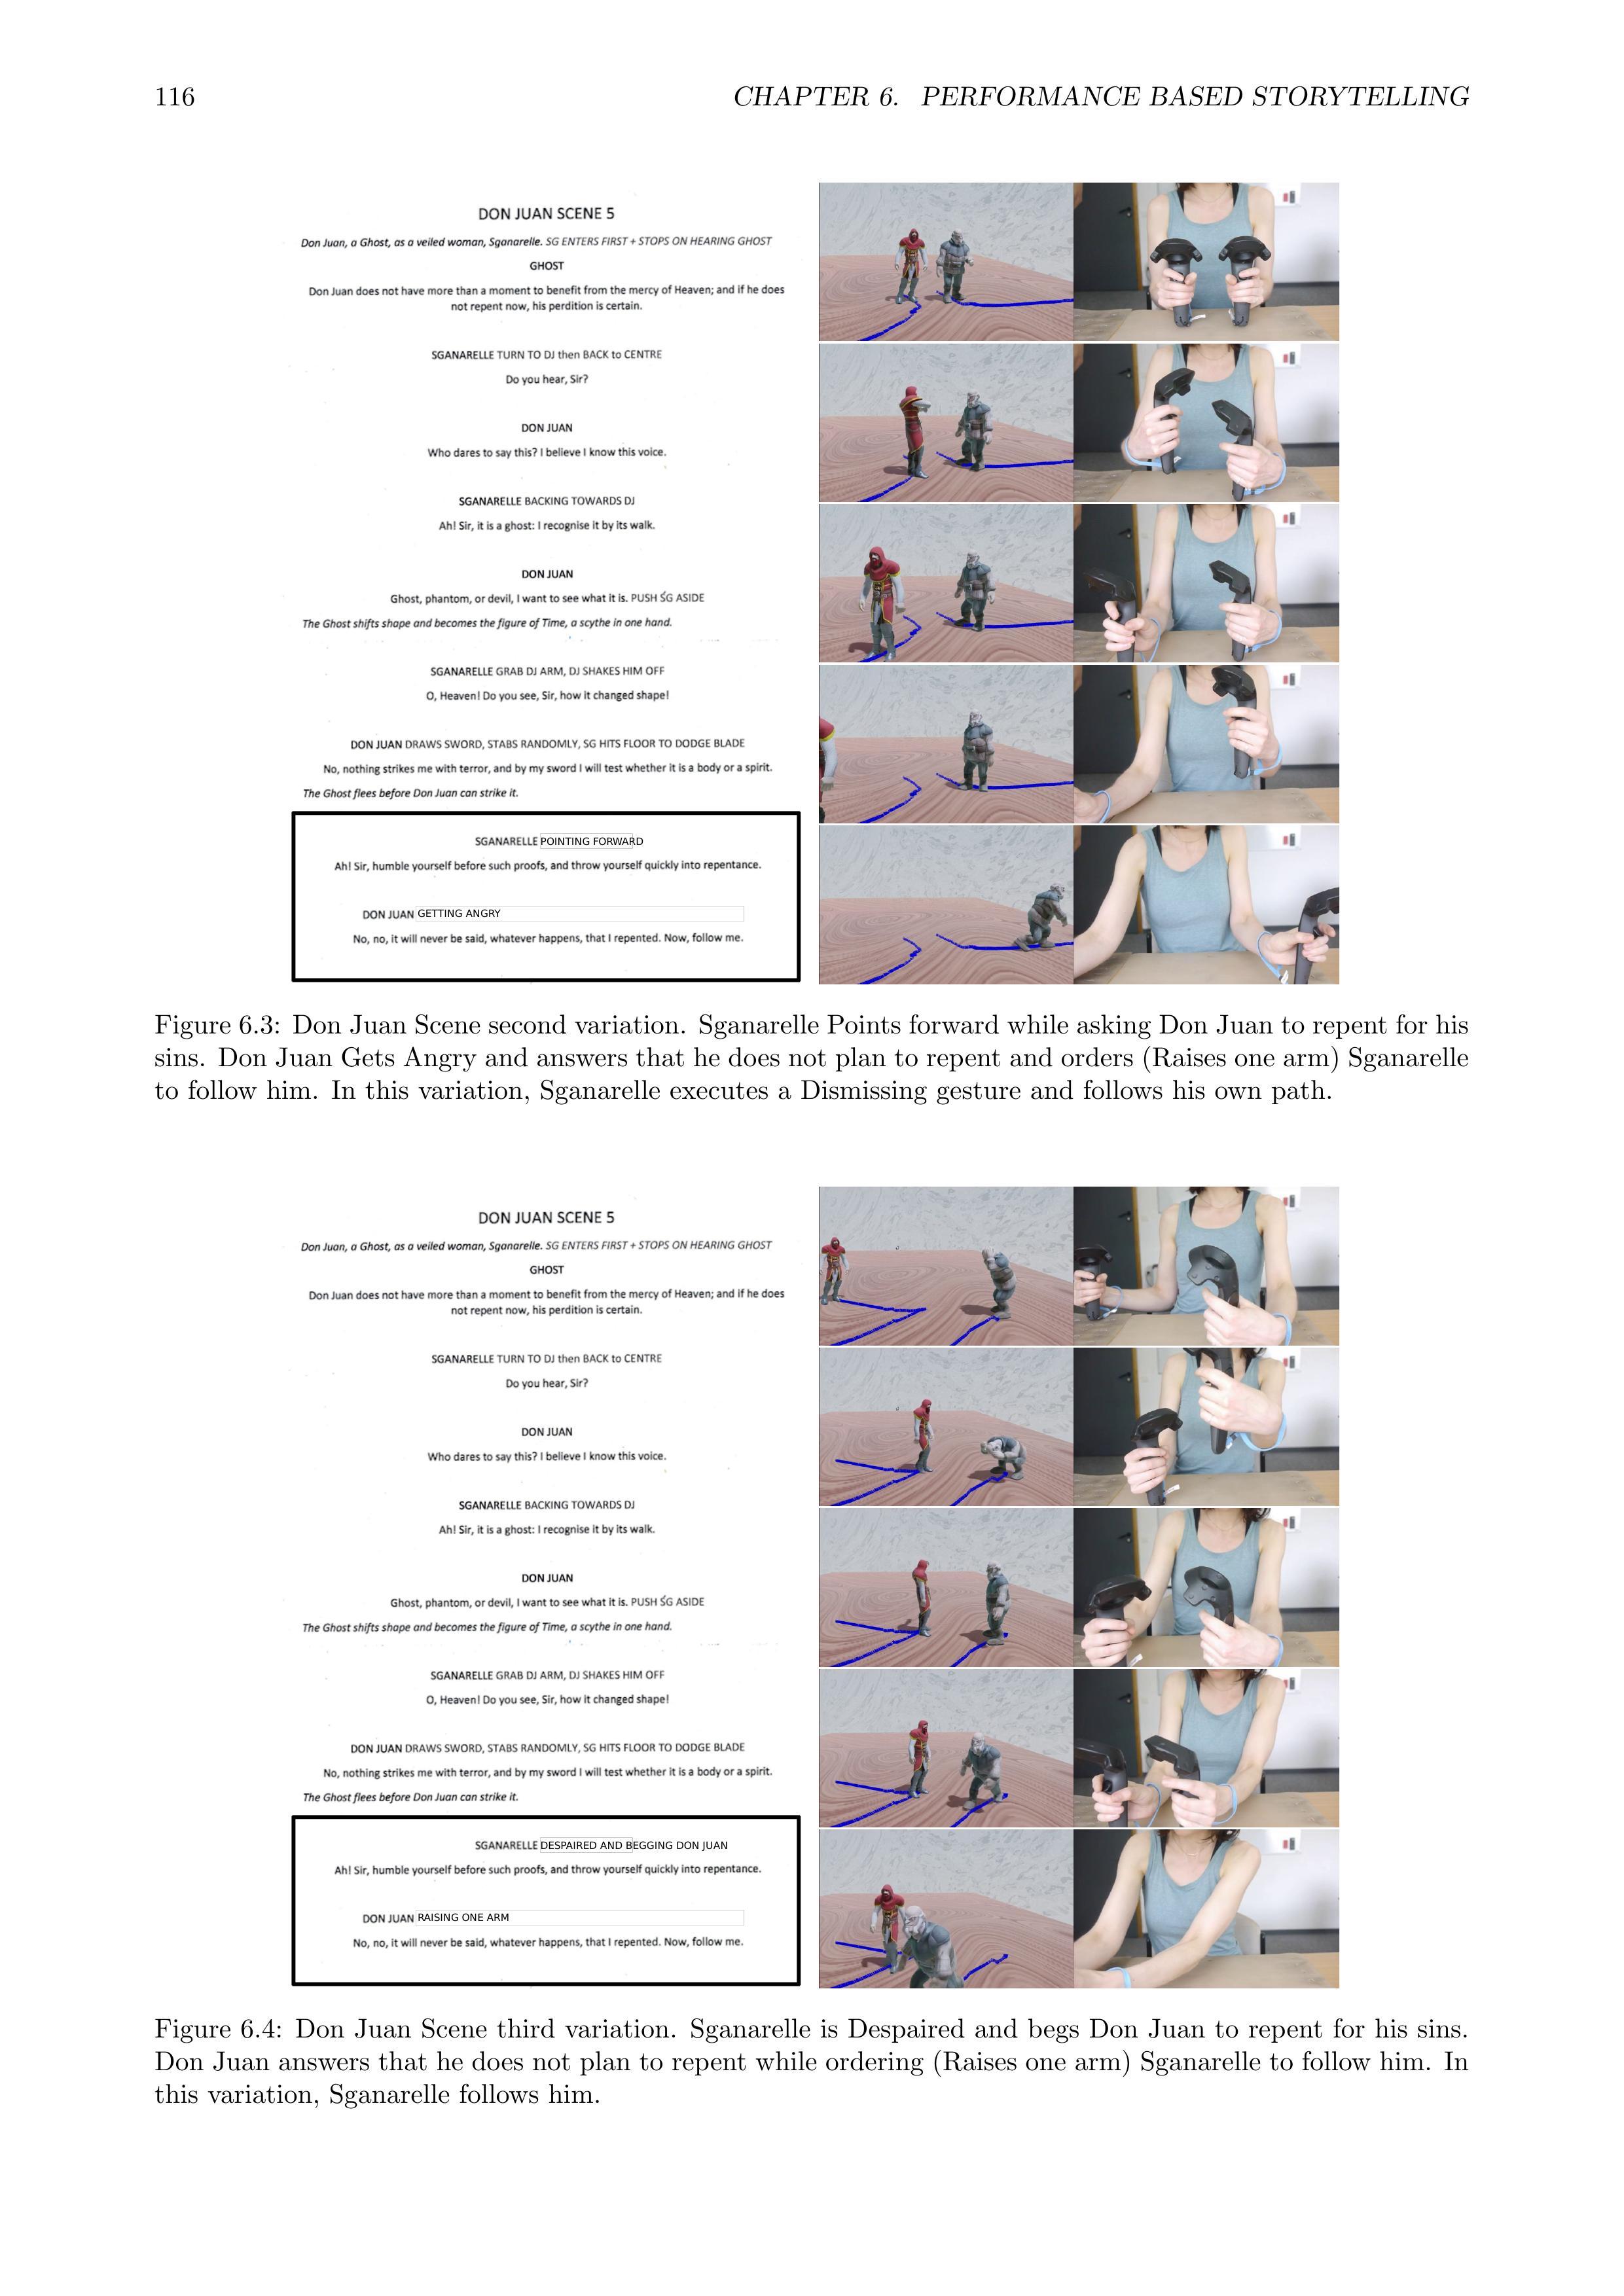 116 CHAPTER 6. PERFORMANCE BASED STORYTELLING
DON JUAN SCENE 5
Don Juan, a Ghost, as a veiled woman, Sganarelle. SG ENTERS FIRST + STOPS ON HEARING GHOST
GHOST
Don Juan does not have more than a moment to benefit from the mercy of Heaven; and if he does
not repent now, his perdition is certain.
SGANARELLE TURN TO DJ then BACK to CENTRE
Do you hear, Sir?
DON JUAN
Who dares to say this? I believe I know this voice.
SGANARELLE BACKING TOWARDS DJ
Ah! Sir, it is a ghost: I recognise it by its walk.
DON JUAN
Ghost, phantom, or devil, I want to see what it is. PUSH SG ASIDE
The Ghost shifts shape and becomes the figure of Time, a scythe in one hand.
SGANARELLE GRAB DJ ARM, DJ SHAKES HIM OFF
O, Heaven! Do you see, Sir, how it changed shape!
DON JUAN DRAWS SWORD, STABS RANDOMLY, SG HITS FLOOR TO DODGE BLADE
No, nothing strikes me with terror, and by my sword I will test whether it is a body or a spirit.
The Ghost flees before Don Juan can strike it.
SGANARELLE POINTING FORWARD
Ah! Sir, humble yourself before such proofs, and throw yourself quickly into repentance.
DON JUAN GETTING ANGRY
No, no, it will never be said, whatever happens, that I repented. Now, follow me.
Figure 6.3: Don Juan Scene second variation. Sganarelle Points forward while asking Don Juan to repent for his
sins. Don Juan Gets Angry and answers that he does not plan to repent and orders (Raises one arm) Sganarelle
to follow him. In this variation, Sganarelle executes a Dismissing gesture and follows his own path.
DON JUAN SCENE 5
Don Juan, a Ghost, as a veiled woman, Sganarelle. SG ENTERS FIRST + STOPS ON HEARING GHOST
GHOST
Don Juan does not have more than a moment to benefit from the mercy of Heaven; and if he does
not repent now, his perdition is certain.
SGANARELLE TURN TO DJ then BACK to CENTRE
Do you hear, Sir?
DON JUAN
Who dares to say this? I believe I know this voice.
SGANARELLE BACKING TOWARDS DJ
Ah! Sir, it is a ghost: I recognise it by its walk.
DON JUAN
Ghost, phantom, or devil, I want to see what it is. PUSH SG ASIDE
The Ghost shifts shape and becomes the figure of Time, a scythe in one hand.
SGANARELLE GRAB DJ ARM, DJ SHAKES HIM OFF
O, Heaven! Do you see, Sir, how it changed shape!
DON JUAN DRAWS SWORD, STABS RANDOMLY, SG HITS FLOOR TO DODGE BLADE
No, nothing strikes me with terror, and by my sword I will test whether it is a body or a spirit.
The Ghost flees before Don Juan can strike it.
SGANARELLE DESPAIRED AND BEGGING DON JUAN
Ah! Sir, humble yourself before such proofs, and throw yourself quickly into repentance.
DON JUAN RAISING ONE ARM
No, no, it will never be said, whatever happens, that I repented. Now, follow me.
Figure 6.4: Don Juan Scene third variation. Sganarelle is Despaired and begs Don Juan to repent for his sins.
Don Juan answers that he does not plan to repent while ordering (Raises one arm) Sganarelle to follow him. In
this variation, Sganarelle follows him.